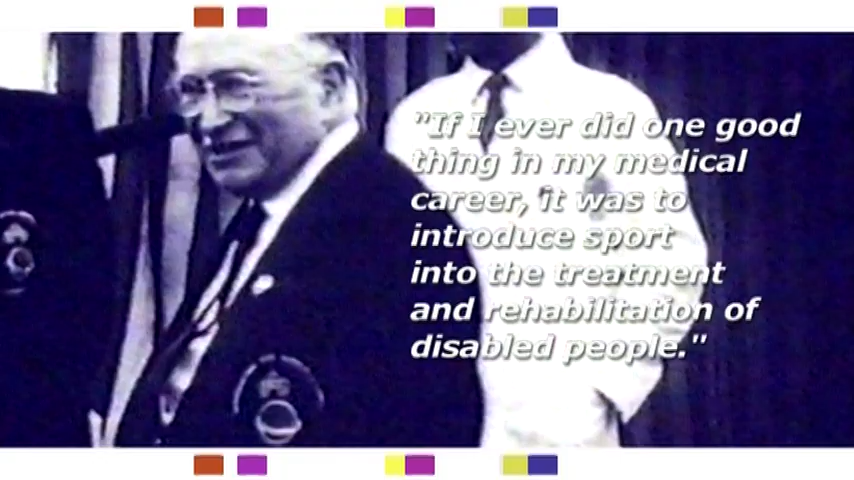 "If I ever did one good
thing in my medical
career, it was to
introduce sport
into the treatment
and rehabilitation of
disabled people."